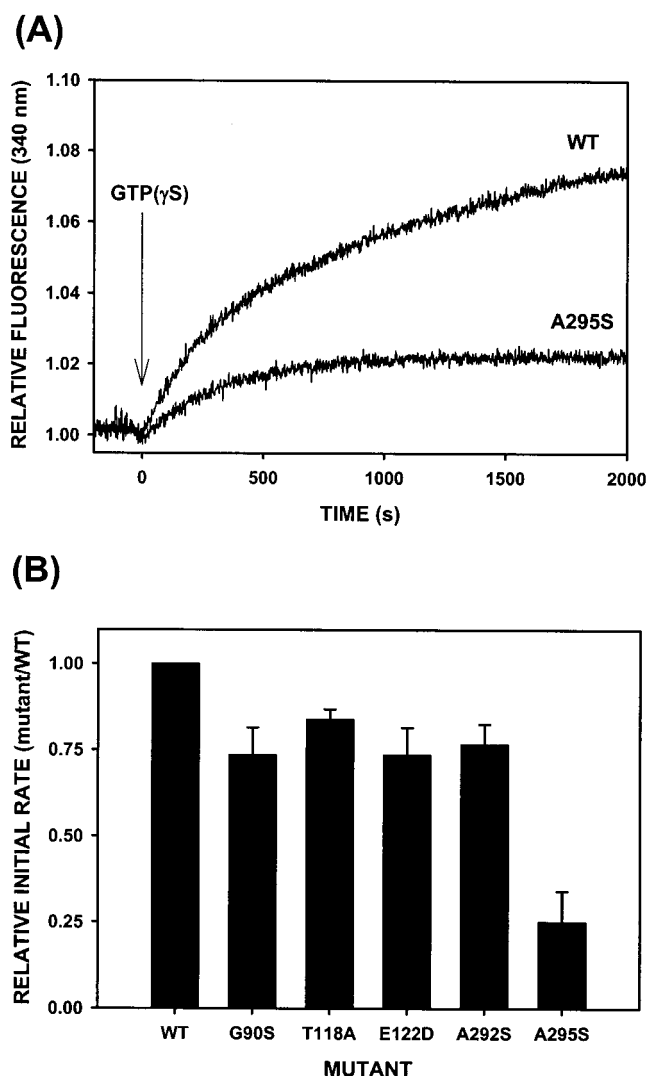 (A)
RELATIVE FLUORESCENCE (340 nm)
1.10
1.08
1.06
1.04
1.02
1.00
GTP(γS)
WT
A295S
0 500 1000 1500 2000
TIME (s)
(B)
RELATIVE INITIAL RATE (mutant/WT)
1.00
0.75
0.50
0.25
0.00
WT G90S T118A E122D A292S A295S
MUTANT